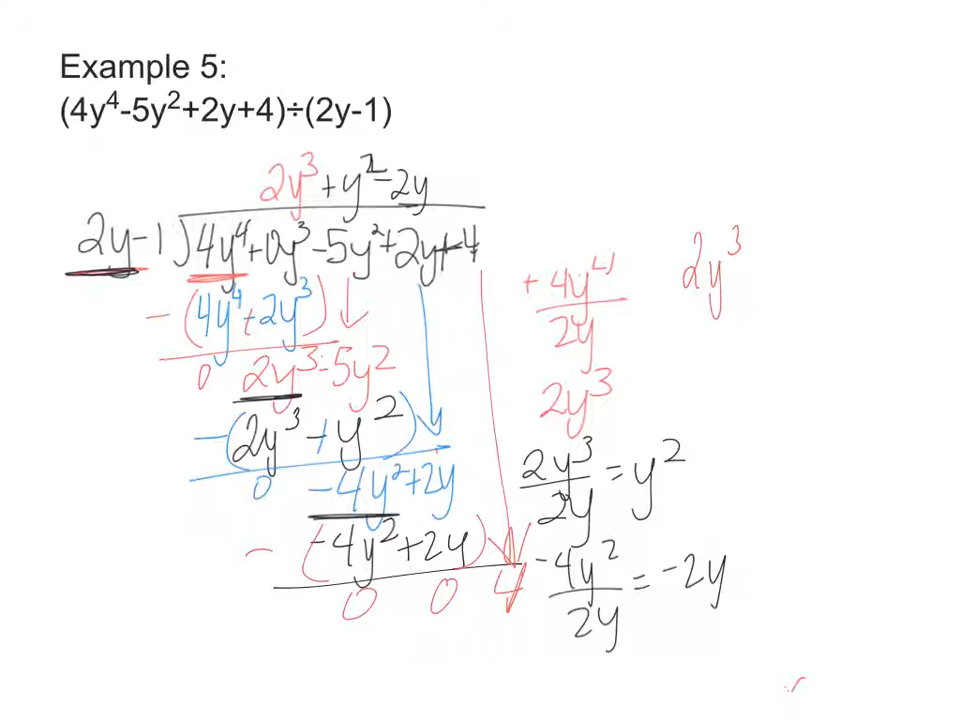 Example 5:
(4y⁴-5y²+2y+4)÷(2y-1)
2y³+y²-2y
2y-1)4y⁴+0y³-5y²+2y+4
-(4y⁴+2y³)
0 2y³-5y²
-(2y³+y²)
0 -4y²+2y
-(-4y²+2y)
0 0 4
+4y⁴/2y
2y³
2y³
2y³/2y=y²
-4y²/2y=-2y